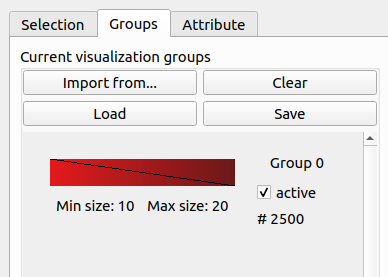 Selection Groups Attribute
Current visualization groups
Import from... Clear
Load Save
Group 0
active
Min size: 10 Max size: 20
# 2500